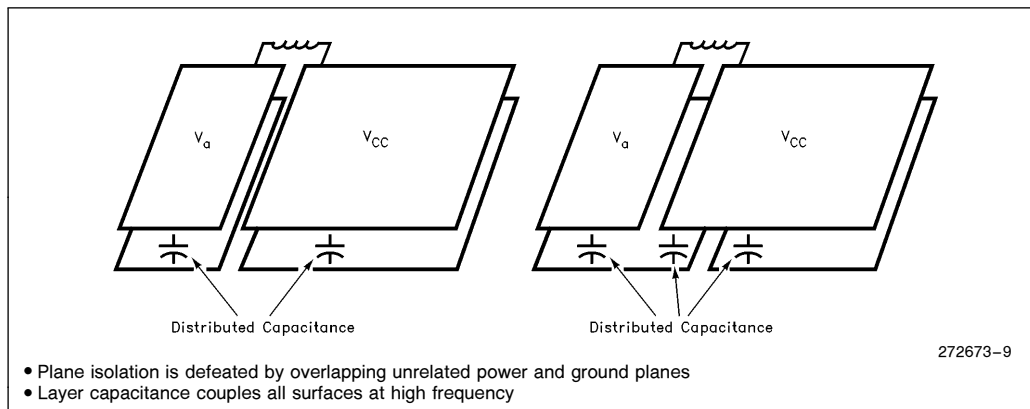 Va
VCC
Va
VCC
Distributed Capacitance
Distributed Capacitance
272673–9
• Plane isolation is defeated by overlapping unrelated power and ground planes
• Layer capacitance couples all surfaces at high frequency